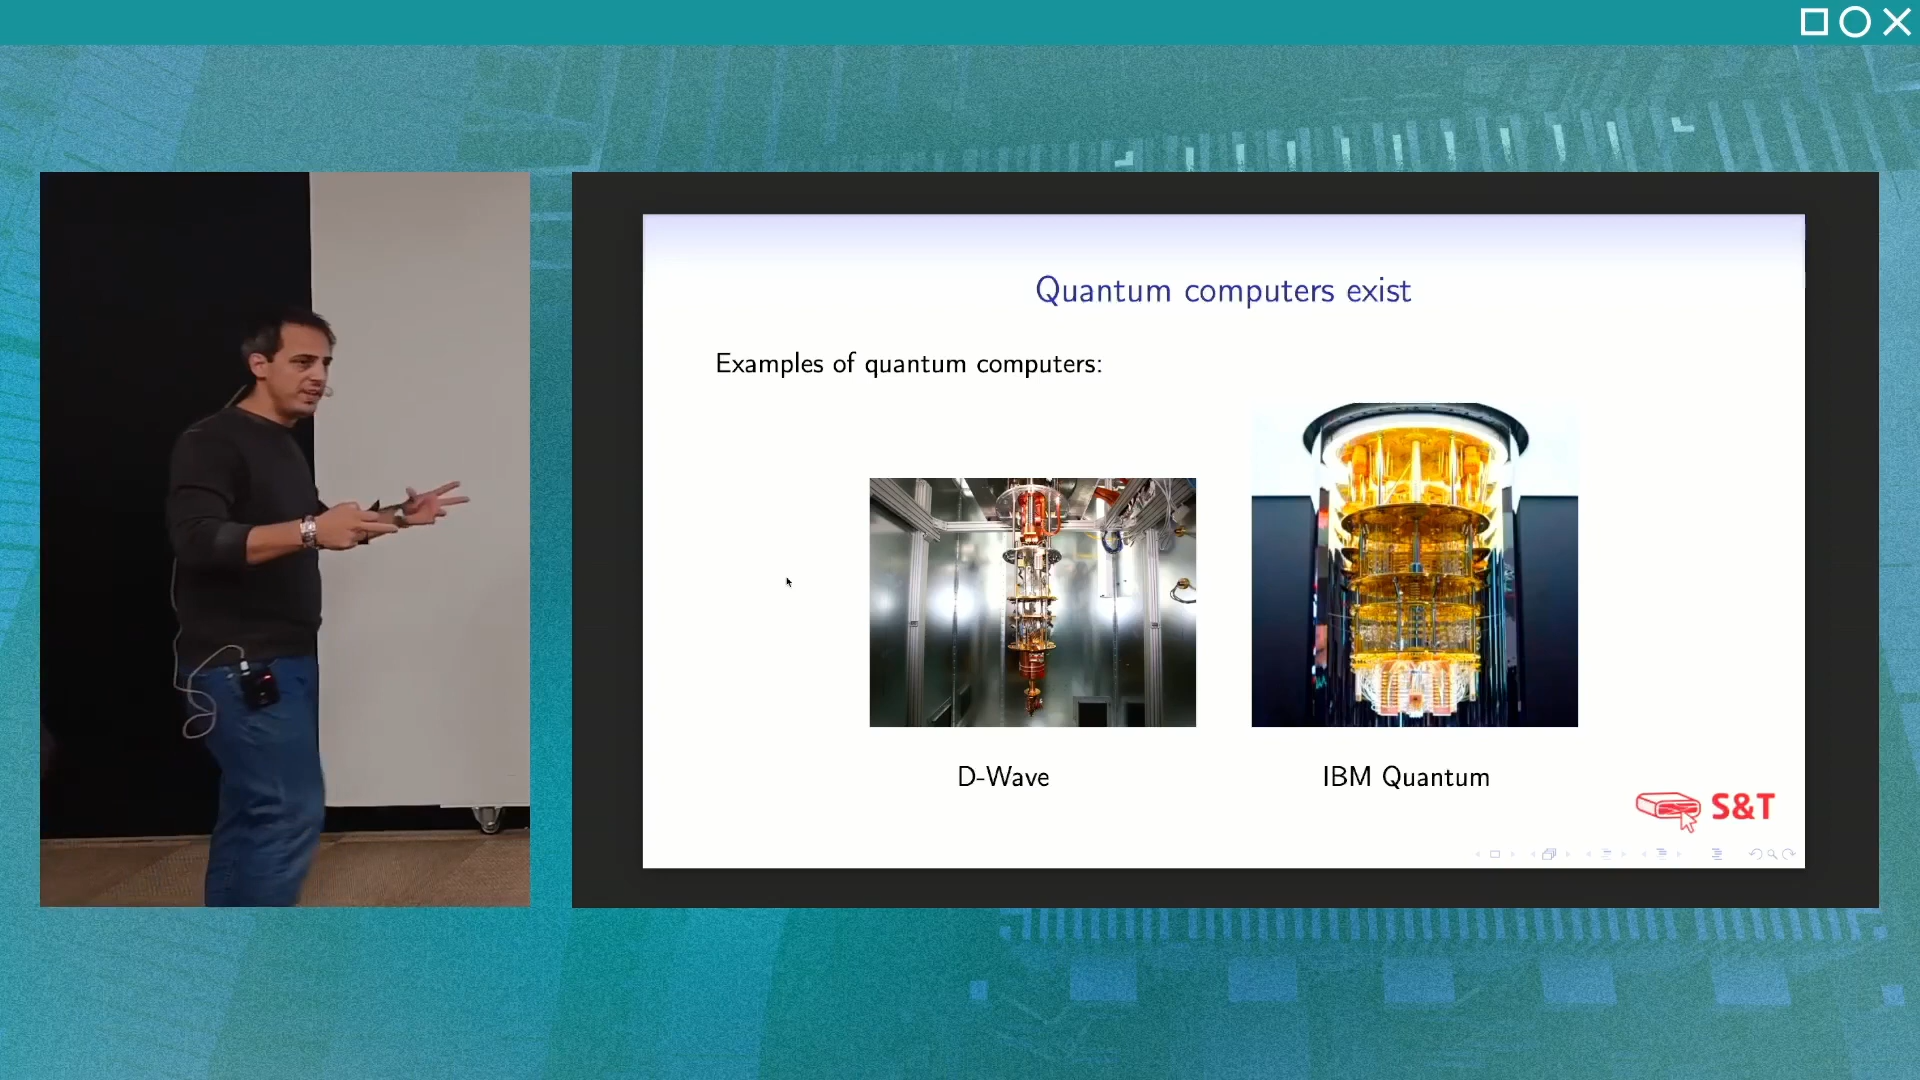 Quantum computers exist
Examples of quantum computers:
D-Wave
IBM Quantum
S&T